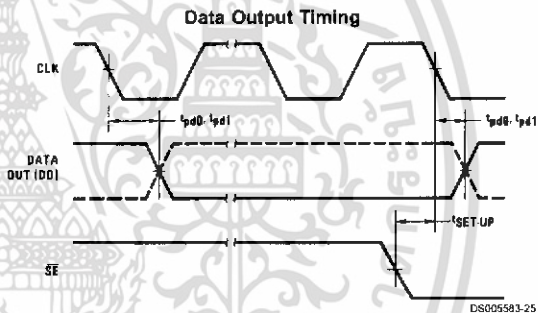 Data Output Timing
CLK
tpd0, tpd1
tpd0, tpd1
DATA
OUT (DO)
tSET-UP
SE
DS005583-25